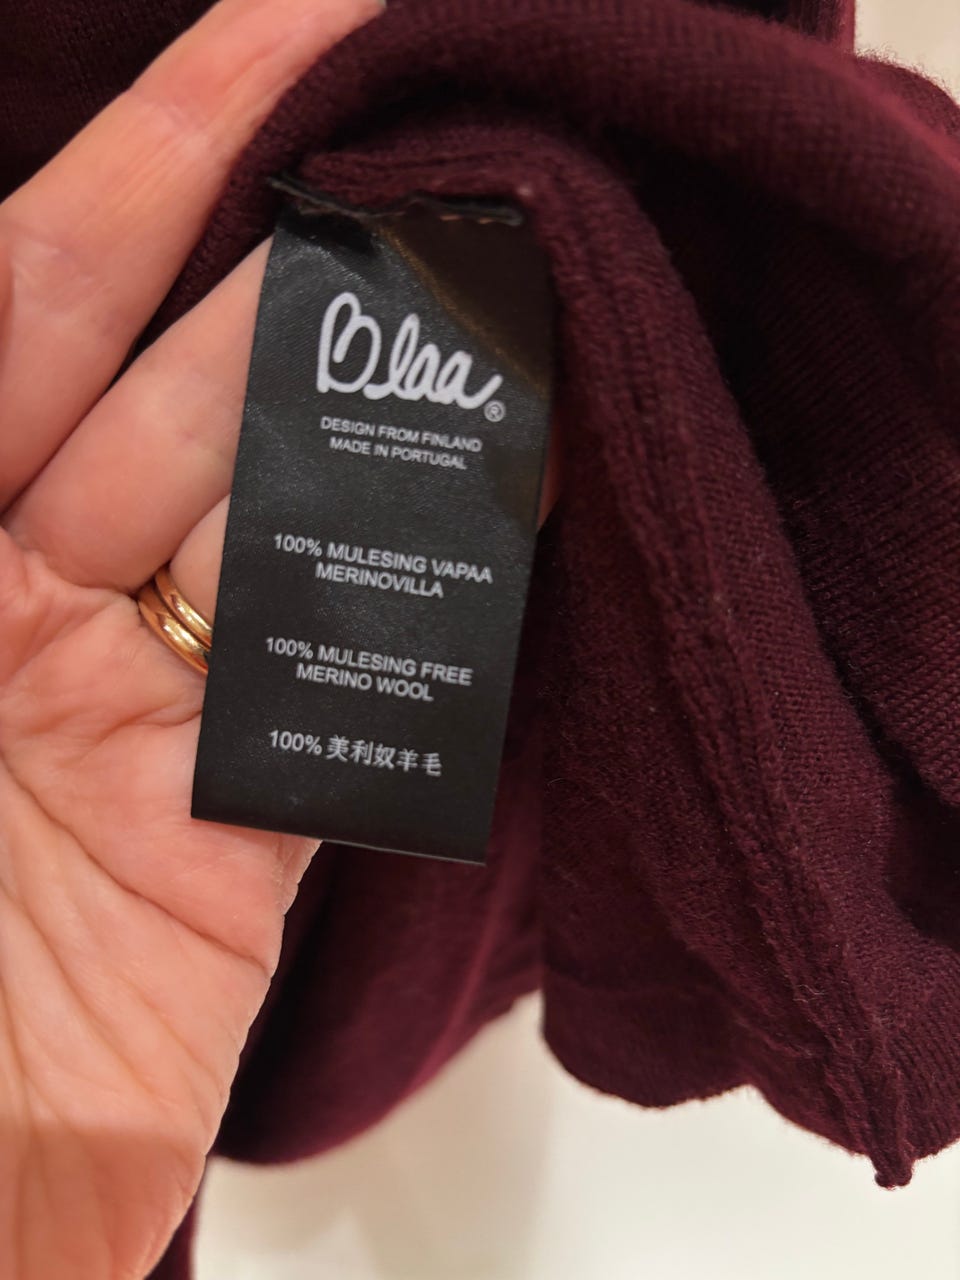 Blaa®
DESIGN FROM FINLAND
MADE IN PORTUGAL
100% MULESING VAPAA
MERINOVILLA
100% MULESING FREE
MERINO WOOL
100% 美利奴羊毛